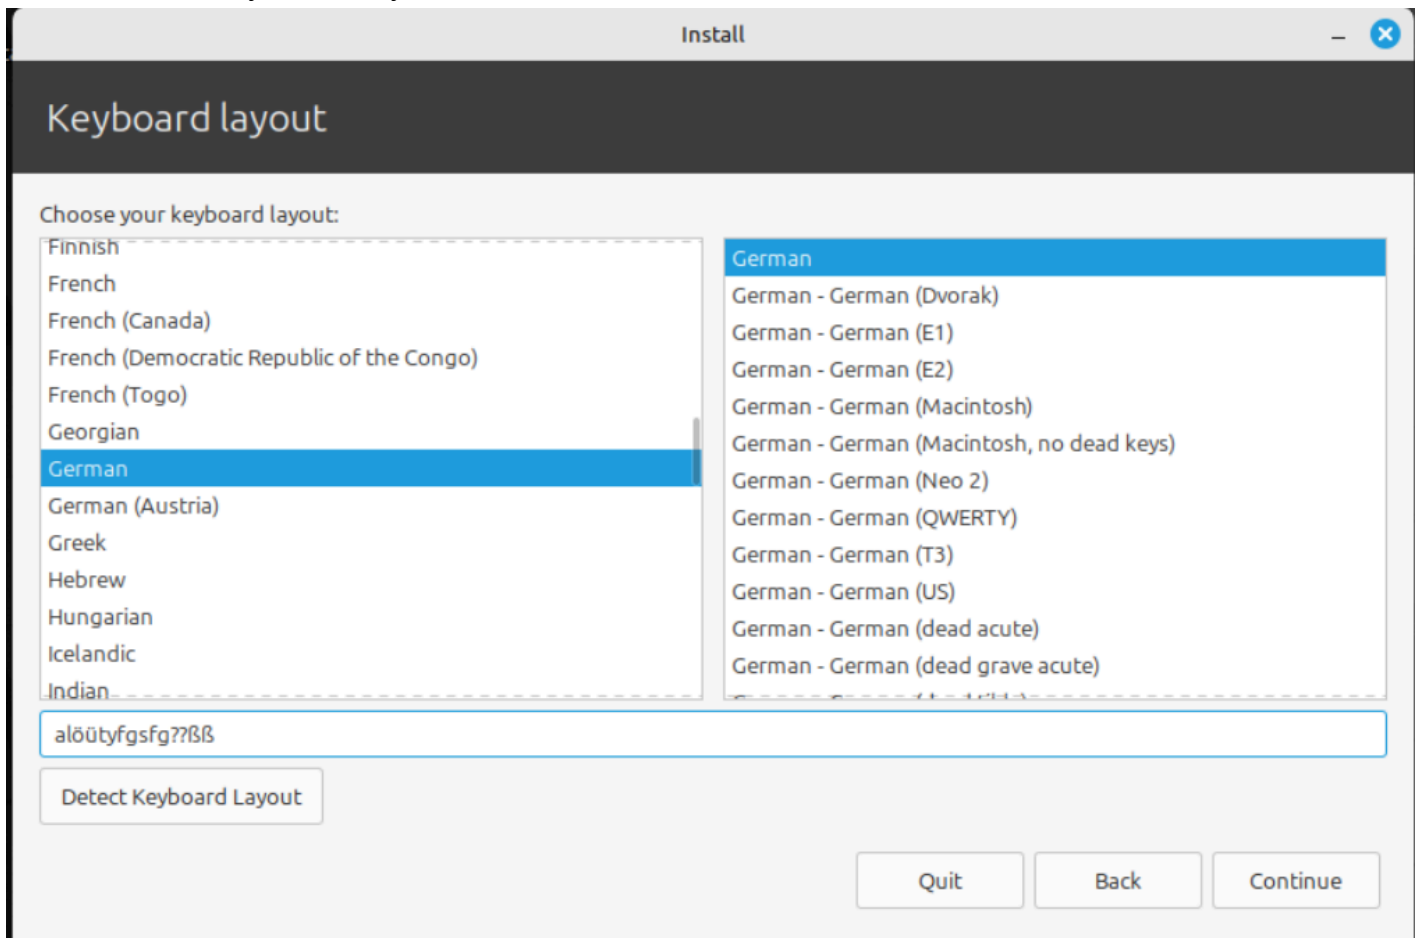 Install
Keyboard layout
Choose your keyboard layout:
Finnish
French
French (Canada)
French (Democratic Republic of the Congo)
French (Togo)
Georgian
German
German (Austria)
Greek
Hebrew
Hungarian
Icelandic
Indian
German
German - German (Dvorak)
German - German (E1)
German - German (E2)
German - German (Macintosh)
German - German (Macintosh, no dead keys)
German - German (Neo 2)
German - German (QWERTY)
German - German (T3)
German - German (US)
German - German (dead acute)
German - German (dead grave acute)
alöütyfgsfg??ßß
Detect Keyboard Layout
Quit
Back
Continue